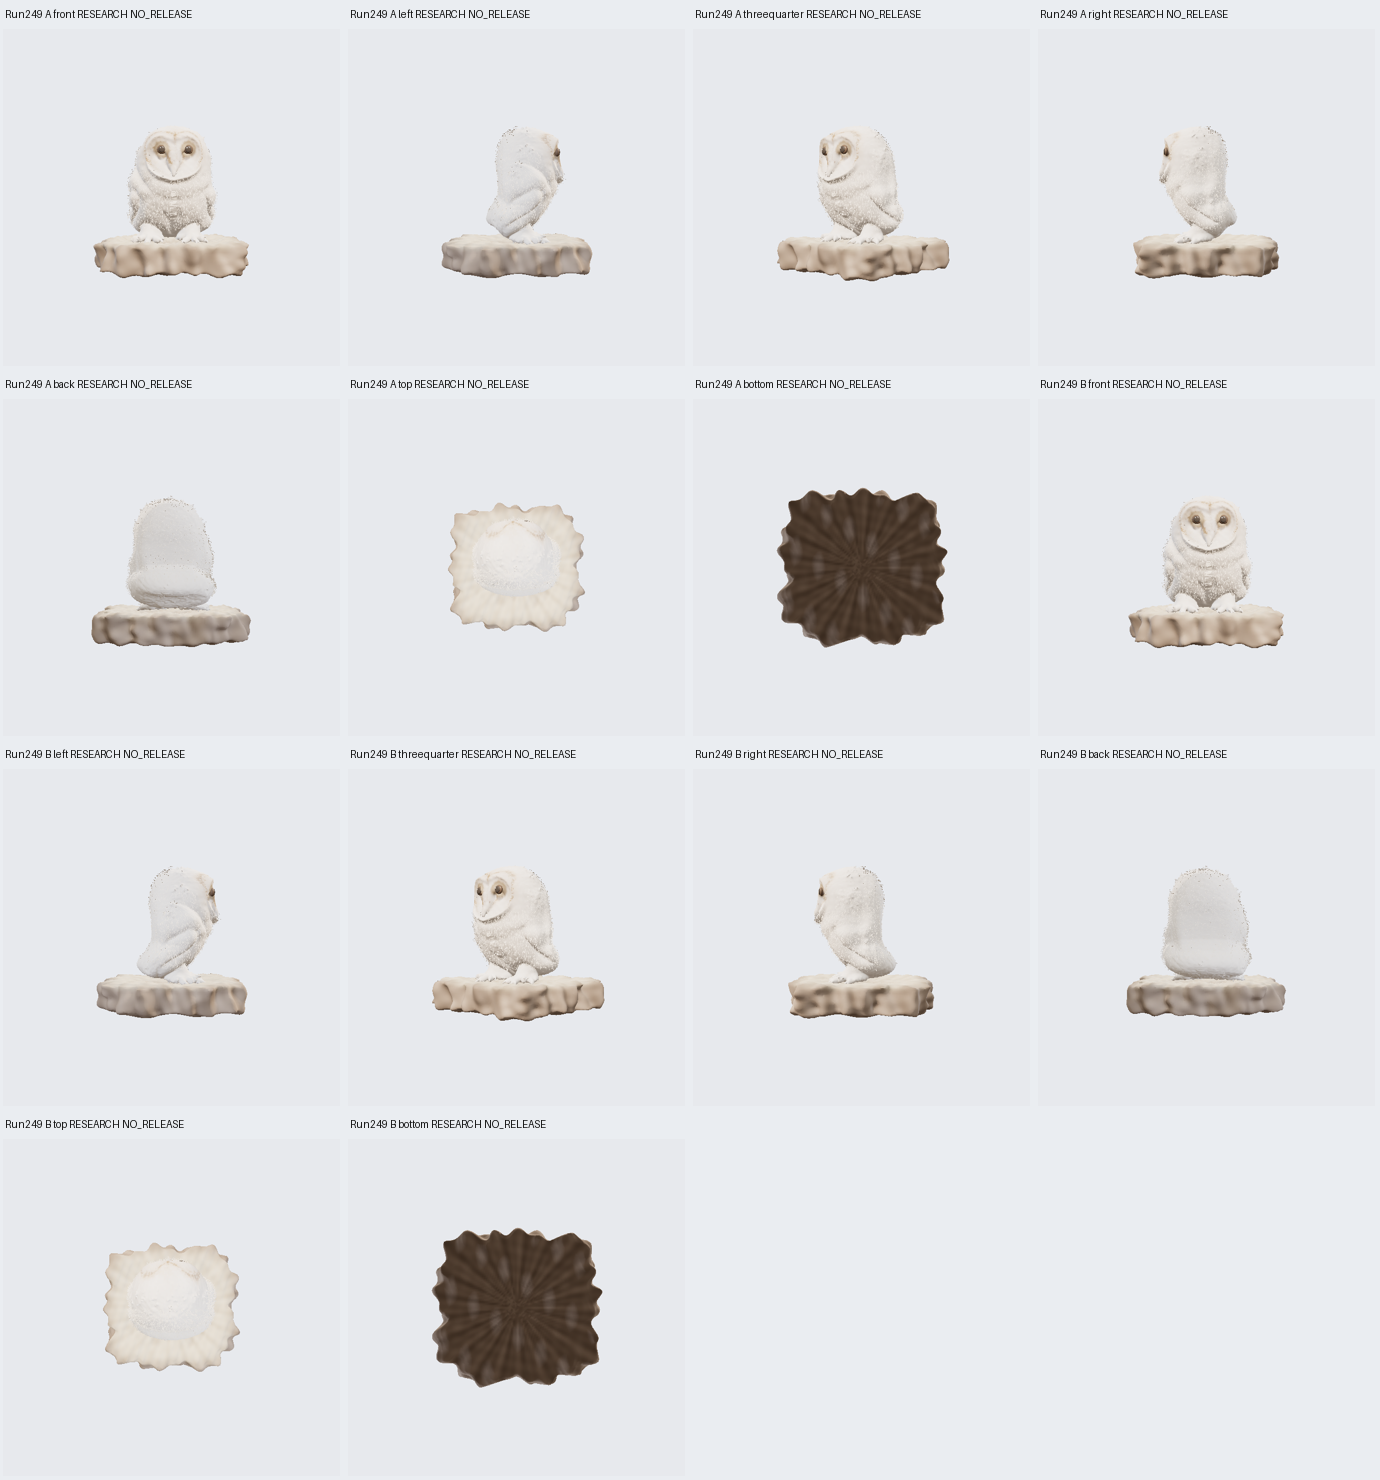 Run249 A front RESEARCH NO_RELEASE
Run249 A left RESEARCH NO_RELEASE
Run249 A threequarter RESEARCH NO_RELEASE
Run249 A right RESEARCH NO_RELEASE
Run249 A back RESEARCH NO_RELEASE
Run249 A top RESEARCH NO_RELEASE
Run249 A bottom RESEARCH NO_RELEASE
Run249 B front RESEARCH NO_RELEASE
Run249 B left RESEARCH NO_RELEASE
Run249 B threequarter RESEARCH NO_RELEASE
Run249 B right RESEARCH NO_RELEASE
Run249 B back RESEARCH NO_RELEASE
Run249 B top RESEARCH NO_RELEASE
Run249 B bottom RESEARCH NO_RELEASE